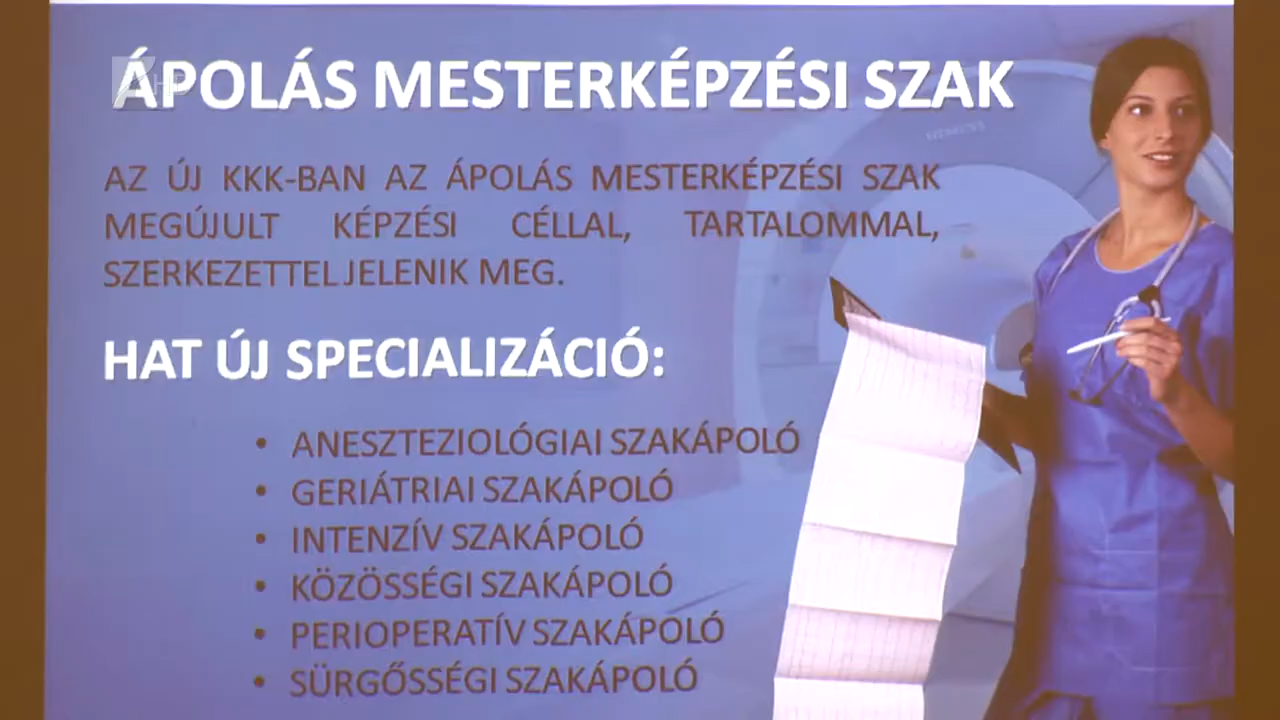 ÁPOLÁS MESTERKÉPZÉSI SZAK
AZ ÚJ KKK-BAN AZ ÁPOLÁS MESTERKÉPZÉSI SZAK
MEGÚJULT KÉPZÉSI CÉLLAL, TARTALOMMAL,
SZERKEZETTEL JELENIK MEG.
HAT ÚJ SPECIALIZÁCIÓ:
• ANESZTEZIOLÓGIAI SZAKÁPOLÓ
• GERIÁTRIAI SZAKÁPOLÓ
• INTENZÍV SZAKÁPOLÓ
• KÖZÖSSÉGI SZAKÁPOLÓ
• PERIOPERATÍV SZAKÁPOLÓ
• SÜRGŐSSÉGI SZAKÁPOLÓ